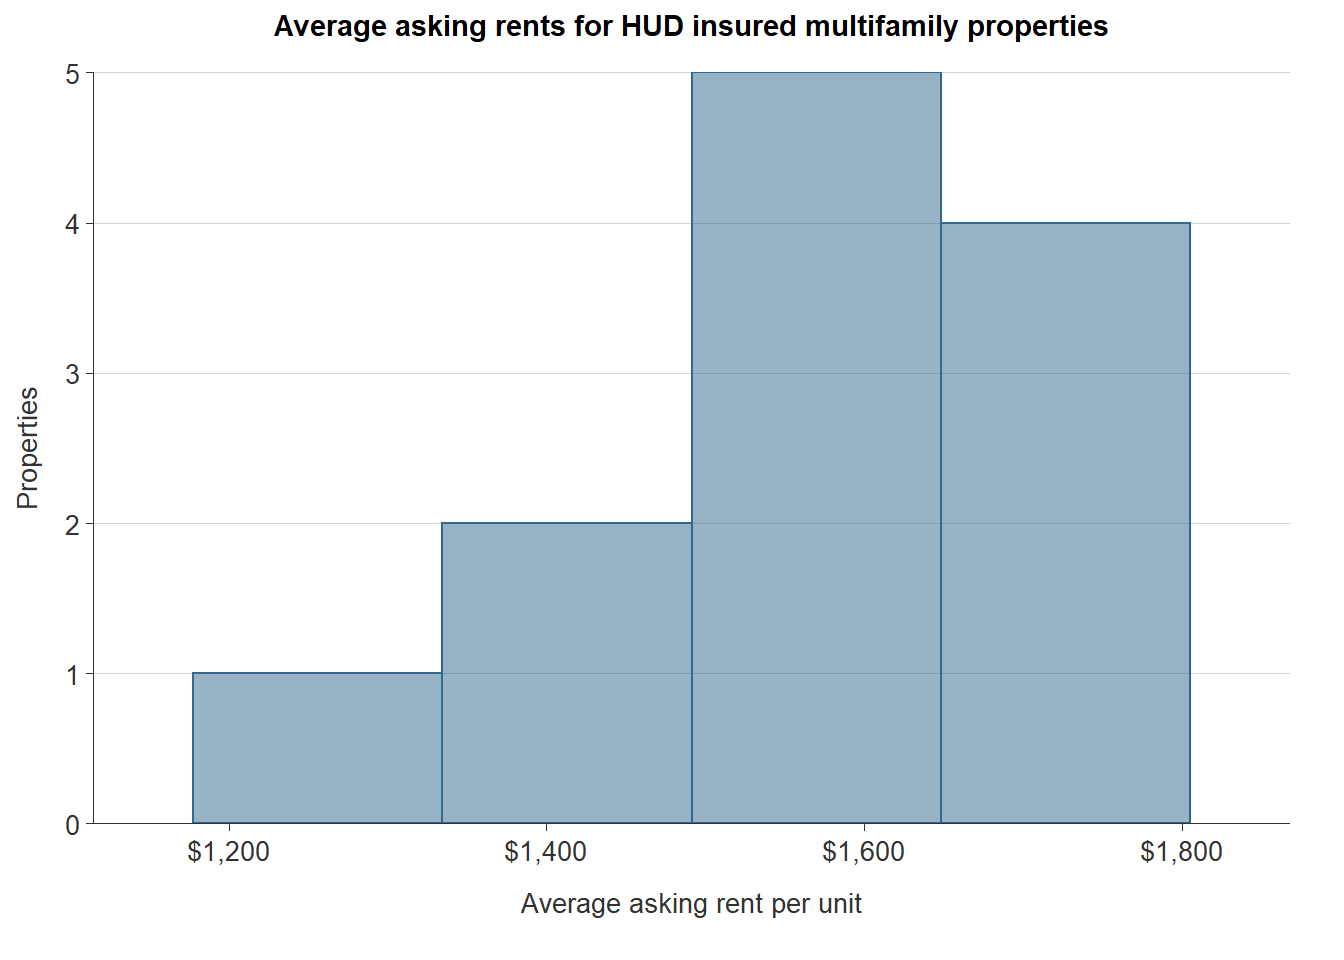 Average asking rents for HUD insured multifamily properties
5
4
3
2
1
0
Properties
$1,200 $1,400 $1,600 $1,800
Average asking rent per unit